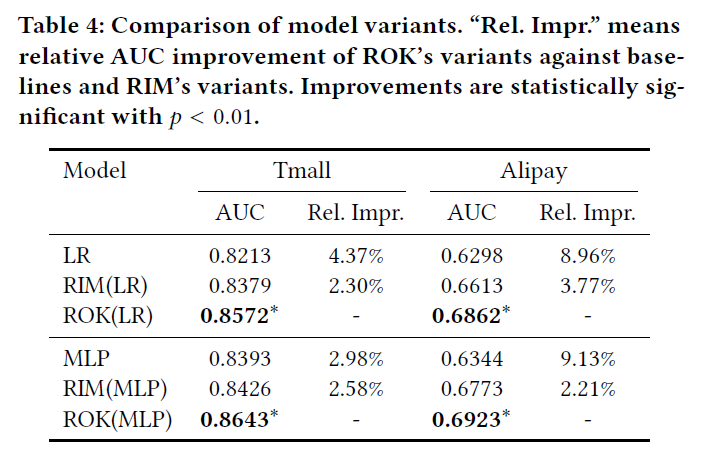 Table 4: Comparison of model variants. “Rel. Impr.” means
relative AUC improvement of ROK’s variants against base-
lines and RIM’s variants. Improvements are statistically sig-
nificant with p < 0.01.
Model Tmall Alipay
AUC Rel. Impr. AUC Rel. Impr.
LR 0.8213 4.37% 0.6298 8.96%
RIM(LR) 0.8379 2.30% 0.6613 3.77%
ROK(LR) 0.8572* - 0.6862* -
MLP 0.8393 2.98% 0.6344 9.13%
RIM(MLP) 0.8426 2.58% 0.6773 2.21%
ROK(MLP) 0.8643* - 0.6923* -